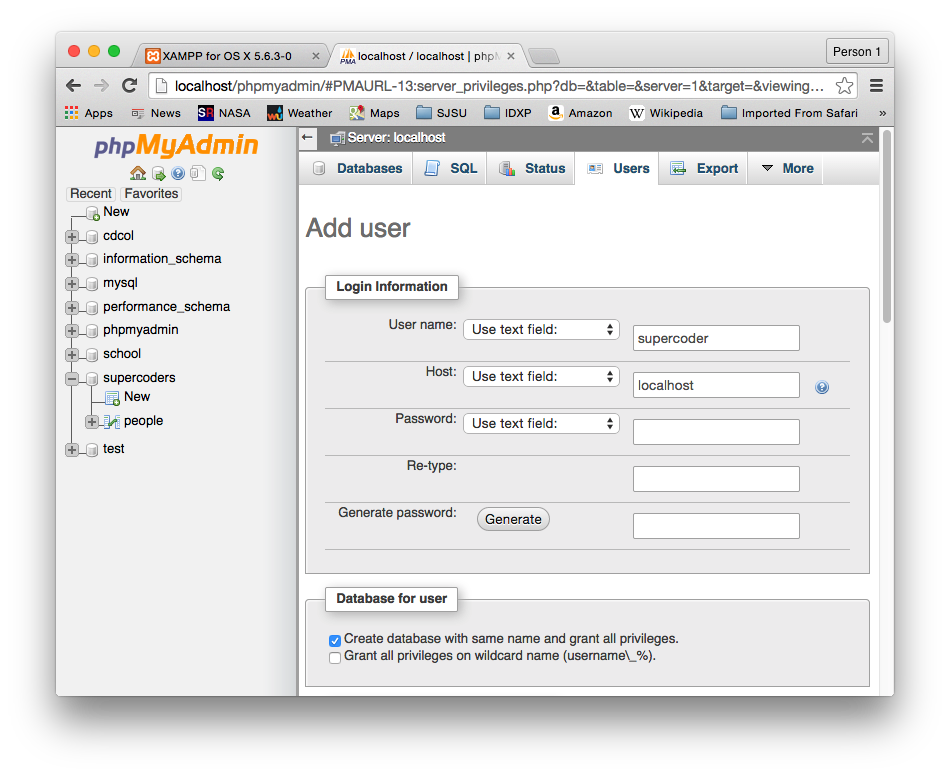 XAMPP for OS X 5.6.3-0
localhost / localhost | phpM
Person 1
localhost/phpmyadmin/#PMAURL-13:server_privileges.php?db=&table=&server=1&target=&viewing...
Apps News NASA Weather Maps SJSU IDXP Amazon Wikipedia Imported From Safari »
phpMyAdmin
Recent Favorites
New
cdcol
information_schema
mysql
performance_schema
phpmyadmin
school
supercoders
New
people
test
Server: localhost
Databases SQL Status Users Export More
Add user
Login Information
User name: Use text field: supercoder
Host: Use text field: localhost
Password: Use text field:
Re-type:
Generate password: Generate
Database for user
Create database with same name and grant all privileges.
Grant all privileges on wildcard name (username\_%).